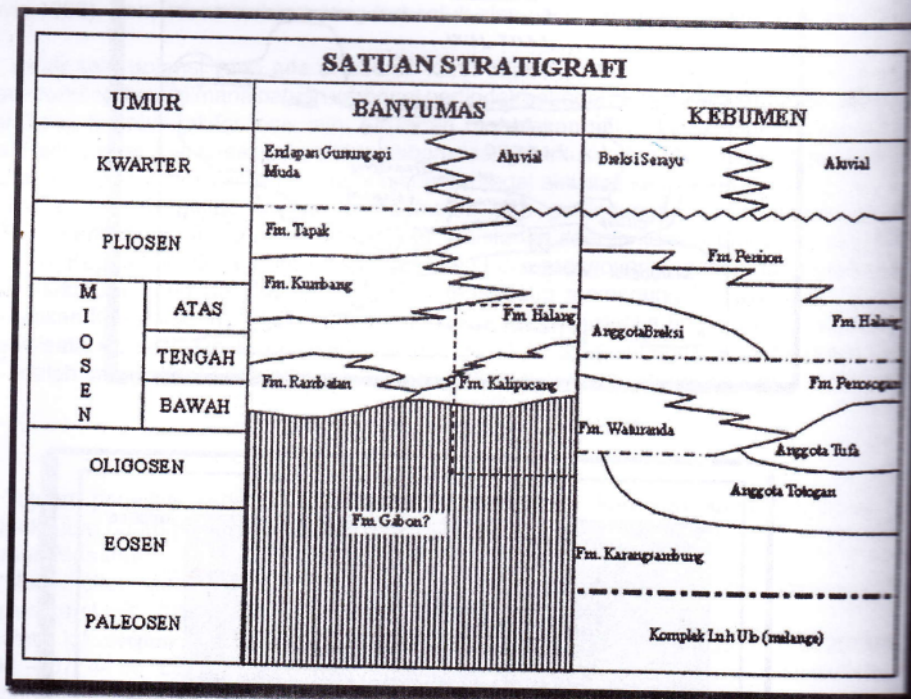 SATUAN STRATIGRAFI
UMUR
BANYUMAS
KEBUMEN
KWARTER
Endapan Gunungapi
Muda
Aluvial
Breksi Serayu
Aluvial
PLIOSEN
Fm. Tapak
Fm. Kumbang
Fm. Penion
M
I
O
S
E
N
ATAS
Fm Halang
Anggota Breksi
Fm Halang
TENGAH
Fm. Rambatan
Fm. Kalipucang
Fm Penosogan
BAWAH
Fm. Waturanda
Anggota Tufa
OLIGOSEN
Anggota Totogan
Fm. Gabon?
EOSEN
Fm. Karangsambung
PALEOSEN
Komplek Luh Ulo (melange)